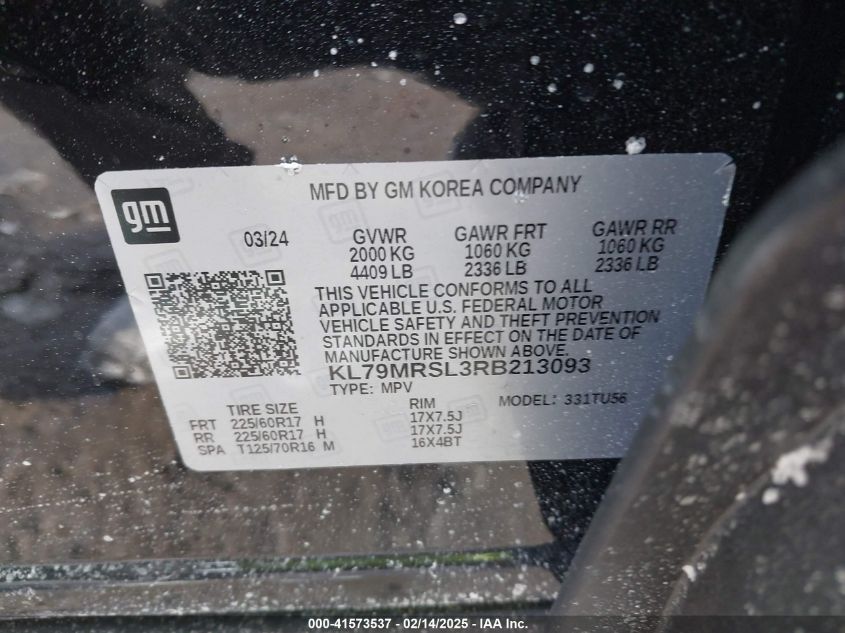 MFD BY GM KOREA COMPANY
gm
03/24 GVWR GAWR FRT GAWR RR
2000 KG 1060 KG 1060 KG
4409 LB 2336 LB 2336 LB
THIS VEHICLE CONFORMS TO ALL
APPLICABLE U.S. FEDERAL MOTOR
VEHICLE SAFETY AND THEFT PREVENTION
STANDARDS IN EFFECT ON THE DATE OF
MANUFACTURE SHOWN ABOVE.
KL79MRSL3RB213093
TYPE: MPV MODEL: 331TU56
TIRE SIZE RIM
FRT 225/60R17 H 17X7.5J
RR 225/60R17 H 17X7.5J
SPA T125/70R16 M 16X4BT
000-41573537 - 02/14/2025 - IAA Inc.